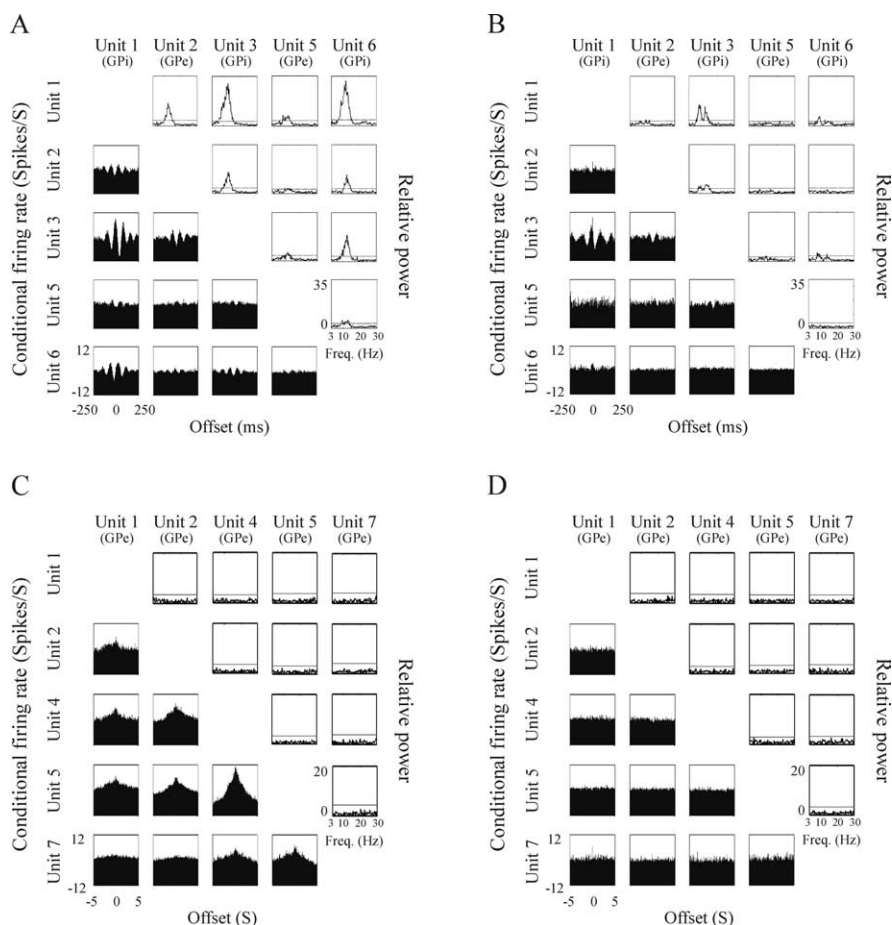 A
Unit 1 Unit 2 Unit 3 Unit 5 Unit 6
(GPi) (GPe) (GPi) (GPe) (GPi)
Conditional firing rate (Spikes/S)
Unit 1
Unit 2
Unit 3
Unit 5
Unit 6
Relative power
35
0
3 10 20 30
Freq. (Hz)
12
-12
-250 0 250
Offset (ms)
B
Unit 1 Unit 2 Unit 3 Unit 5 Unit 6
(GPi) (GPe) (GPi) (GPe) (GPi)
Conditional firing rate (Spikes/S)
Unit 1
Unit 2
Unit 3
Unit 5
Unit 6
Relative power
35
0
3 10 20 30
Freq. (Hz)
12
-12
-250 0 250
Offset (ms)
C
Unit 1 Unit 2 Unit 4 Unit 5 Unit 7
(GPe) (GPe) (GPe) (GPe) (GPe)
Conditional firing rate (Spikes/S)
Unit 1
Unit 2
Unit 4
Unit 5
Unit 7
Relative power
20
0
3 10 20 30
Freq. (Hz)
12
-12
-5 0 5
Offset (S)
D
Unit 1 Unit 2 Unit 4 Unit 5 Unit 7
(GPe) (GPe) (GPe) (GPe) (GPe)
Conditional firing rate (Spikes/S)
Unit 1
Unit 2
Unit 4
Unit 5
Unit 7
Relative power
20
0
3 10 20 30
Freq. (Hz)
12
-12
-5 0 5
Offset (S)